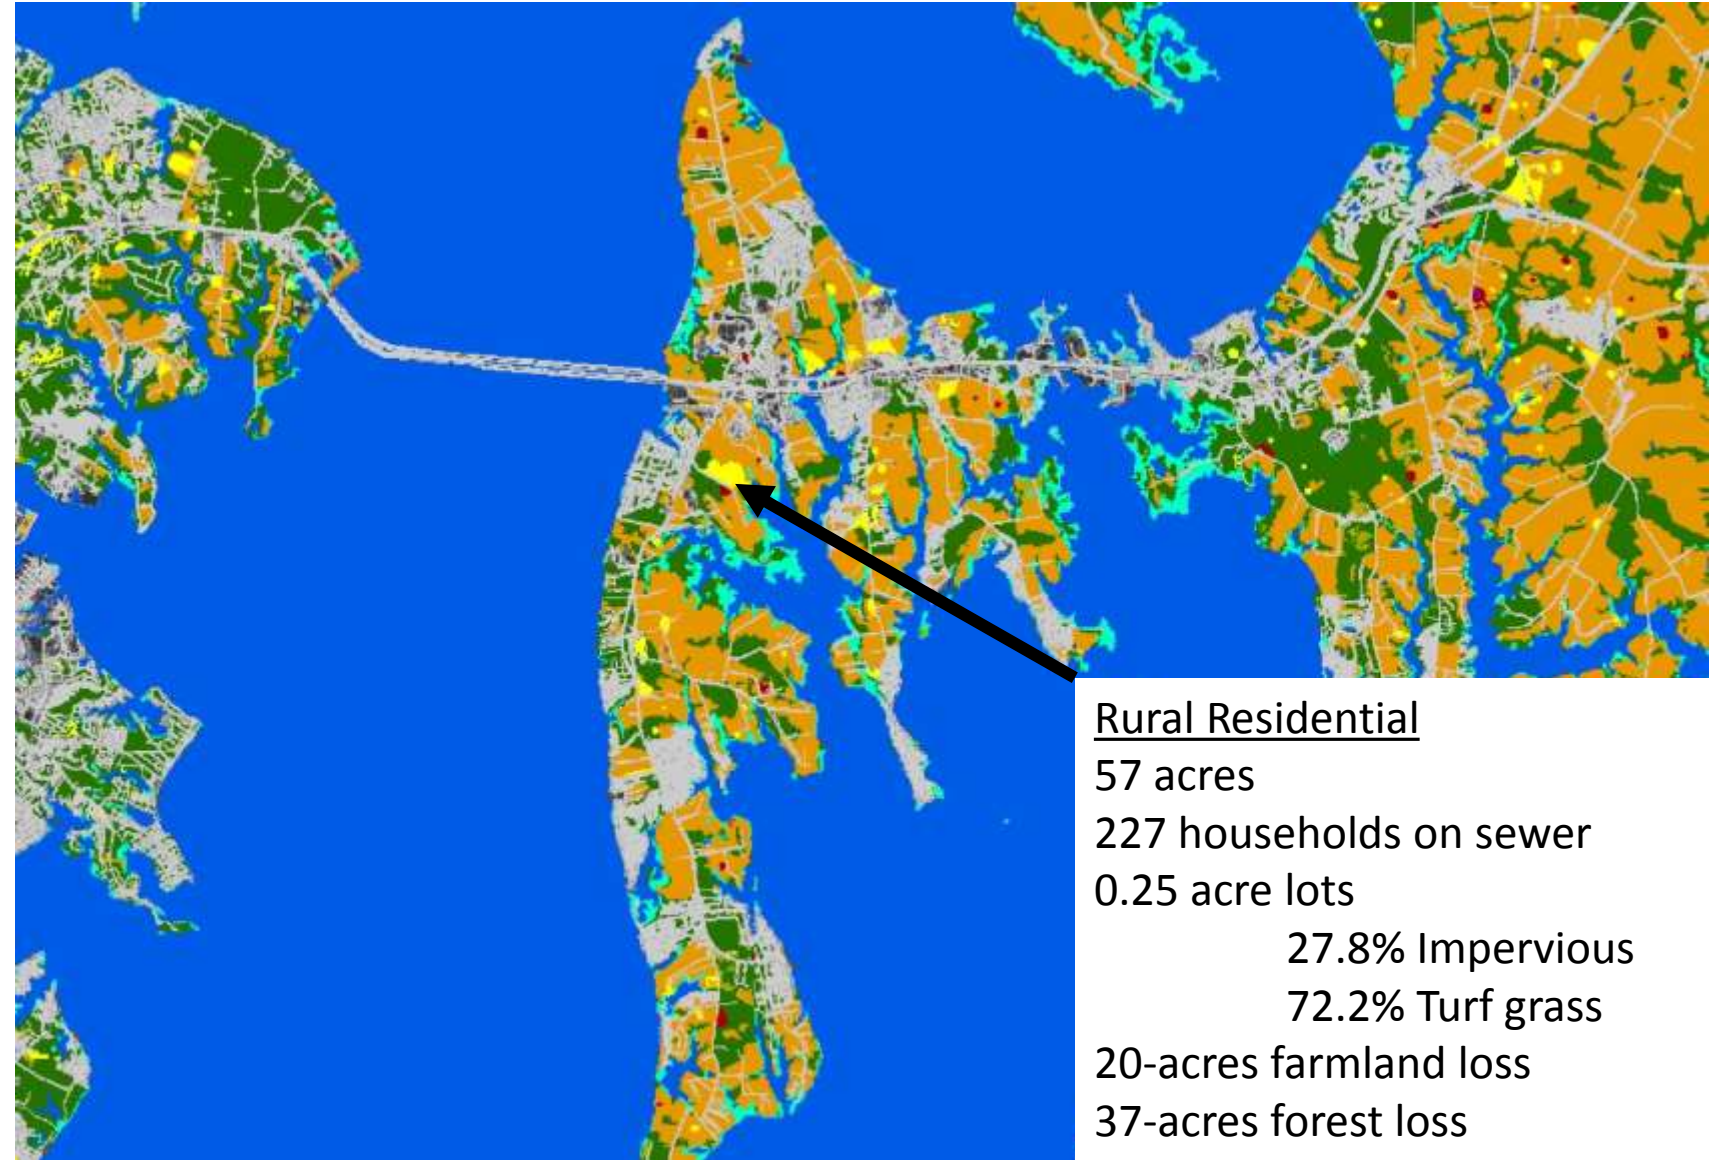 Rural Residential
57 acres
227 households on sewer
0.25 acre lots
27.8% Impervious
72.2% Turf grass
20-acres farmland loss
37-acres forest loss